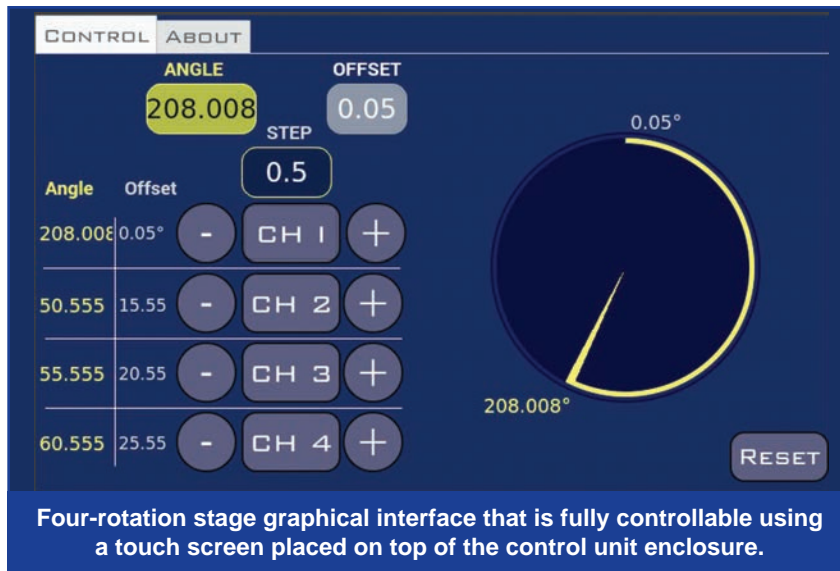 CONTROL ABOUT
ANGLE OFFSET
208.008 0.05
STEP
0.5
0.05°
Angle Offset
208.008 0.05° - CH 1 +
50.555 15.55 - CH 2 +
55.555 20.55 - CH 3 +
208.008°
60.555 25.55 - CH 4 +
RESET
Four-rotation stage graphical interface that is fully controllable using
a touch screen placed on top of the control unit enclosure.